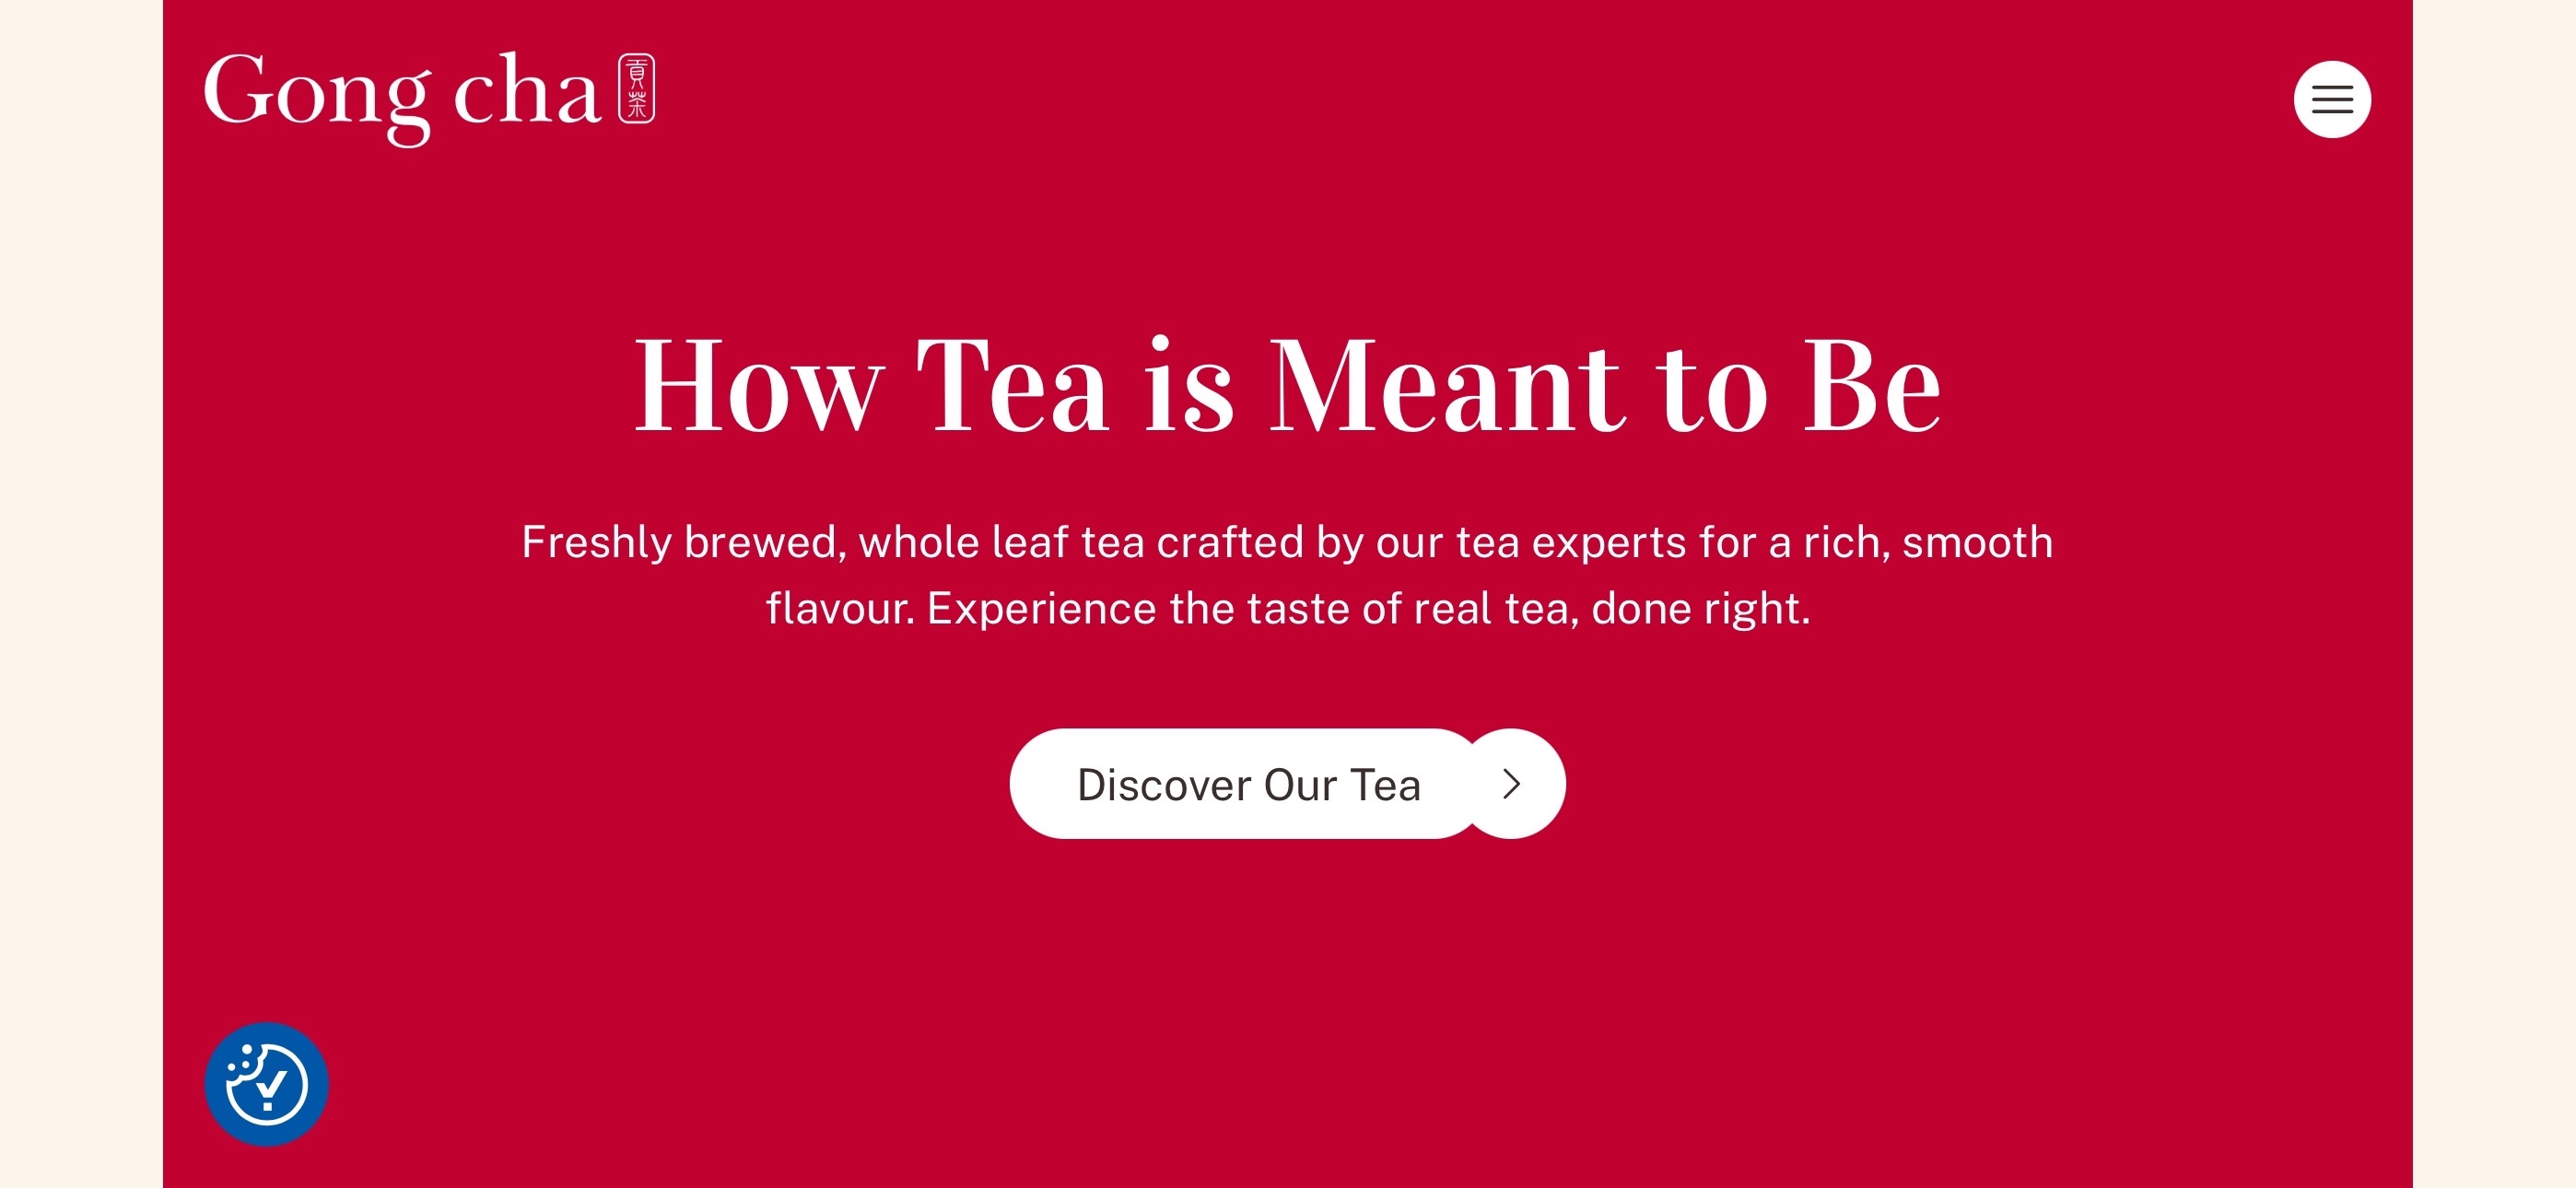 Gong cha 貢茶
How Tea is Meant to Be
Freshly brewed, whole leaf tea crafted by our tea experts for a rich, smooth
flavour. Experience the taste of real tea, done right.
Discover Our Tea